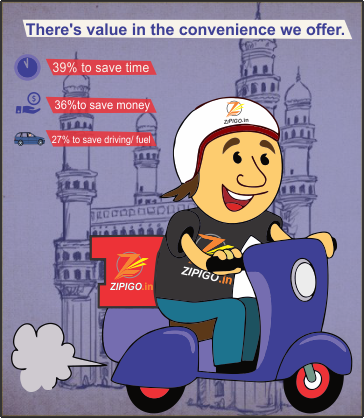 There's value in the convenience we offer.
39% to save time
36%to save money
27% to save driving/ fuel
ZIPIGO.in
ZIPIGO.in
ZIPIGO.in